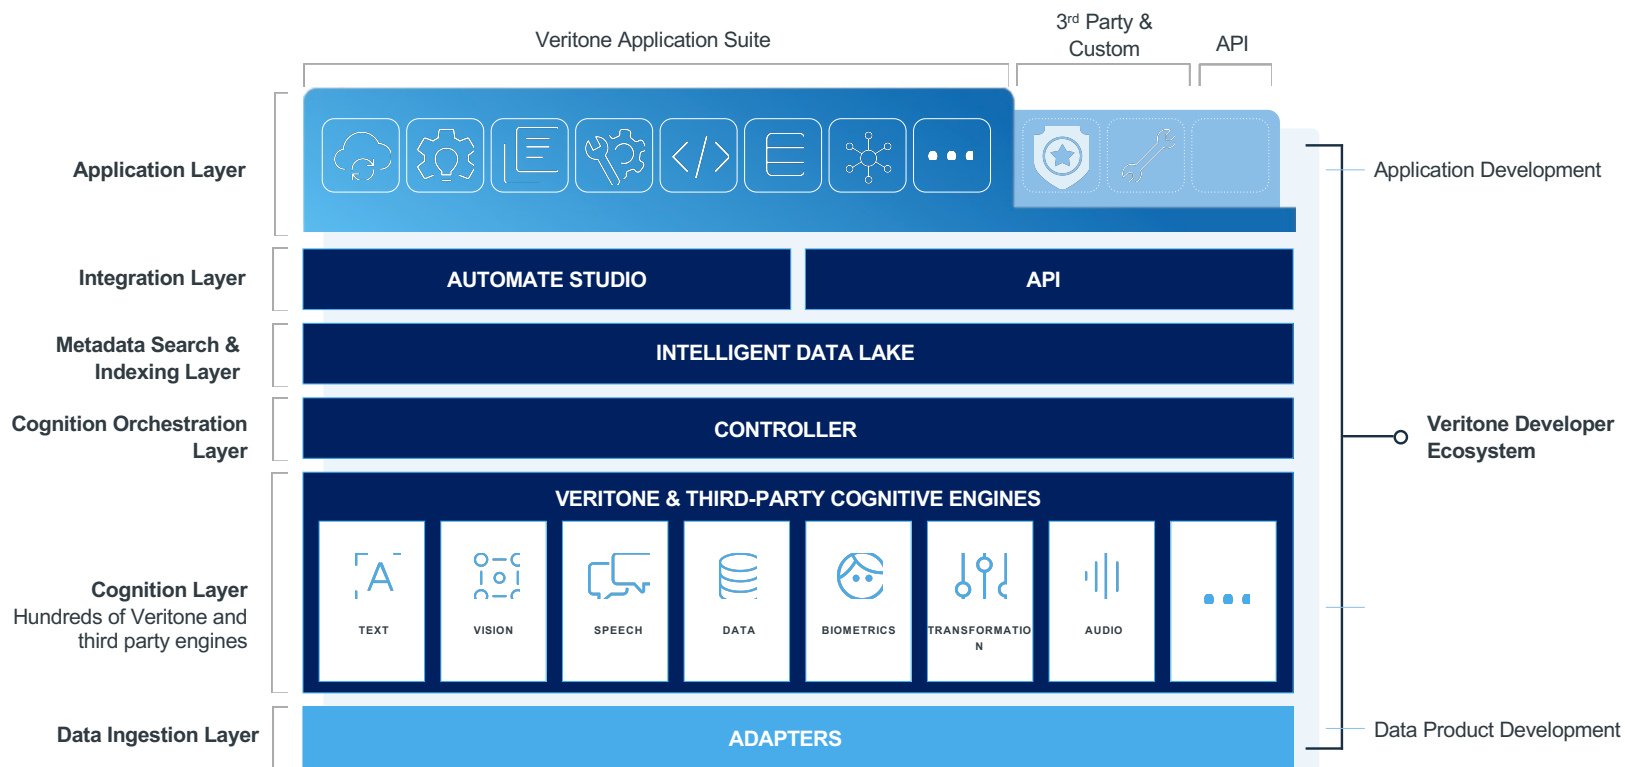 Veritone Application Suite
3rd Party &
Custom
API
Application Layer
Application Development
Integration Layer
AUTOMATE STUDIO
API
Metadata Search &
Indexing Layer
INTELLIGENT DATA LAKE
Cognition Orchestration
Layer
CONTROLLER
Veritone Developer
Ecosystem
VERITONE & THIRD-PARTY COGNITIVE ENGINES
Cognition Layer
Hundreds of Veritone and
third party engines
A
TEXT
VISION
SPEECH
DATA
BIOMETRICS
TRANSFORMATIO
N
AUDIO
Data Ingestion Layer
ADAPTERS
Data Product Development